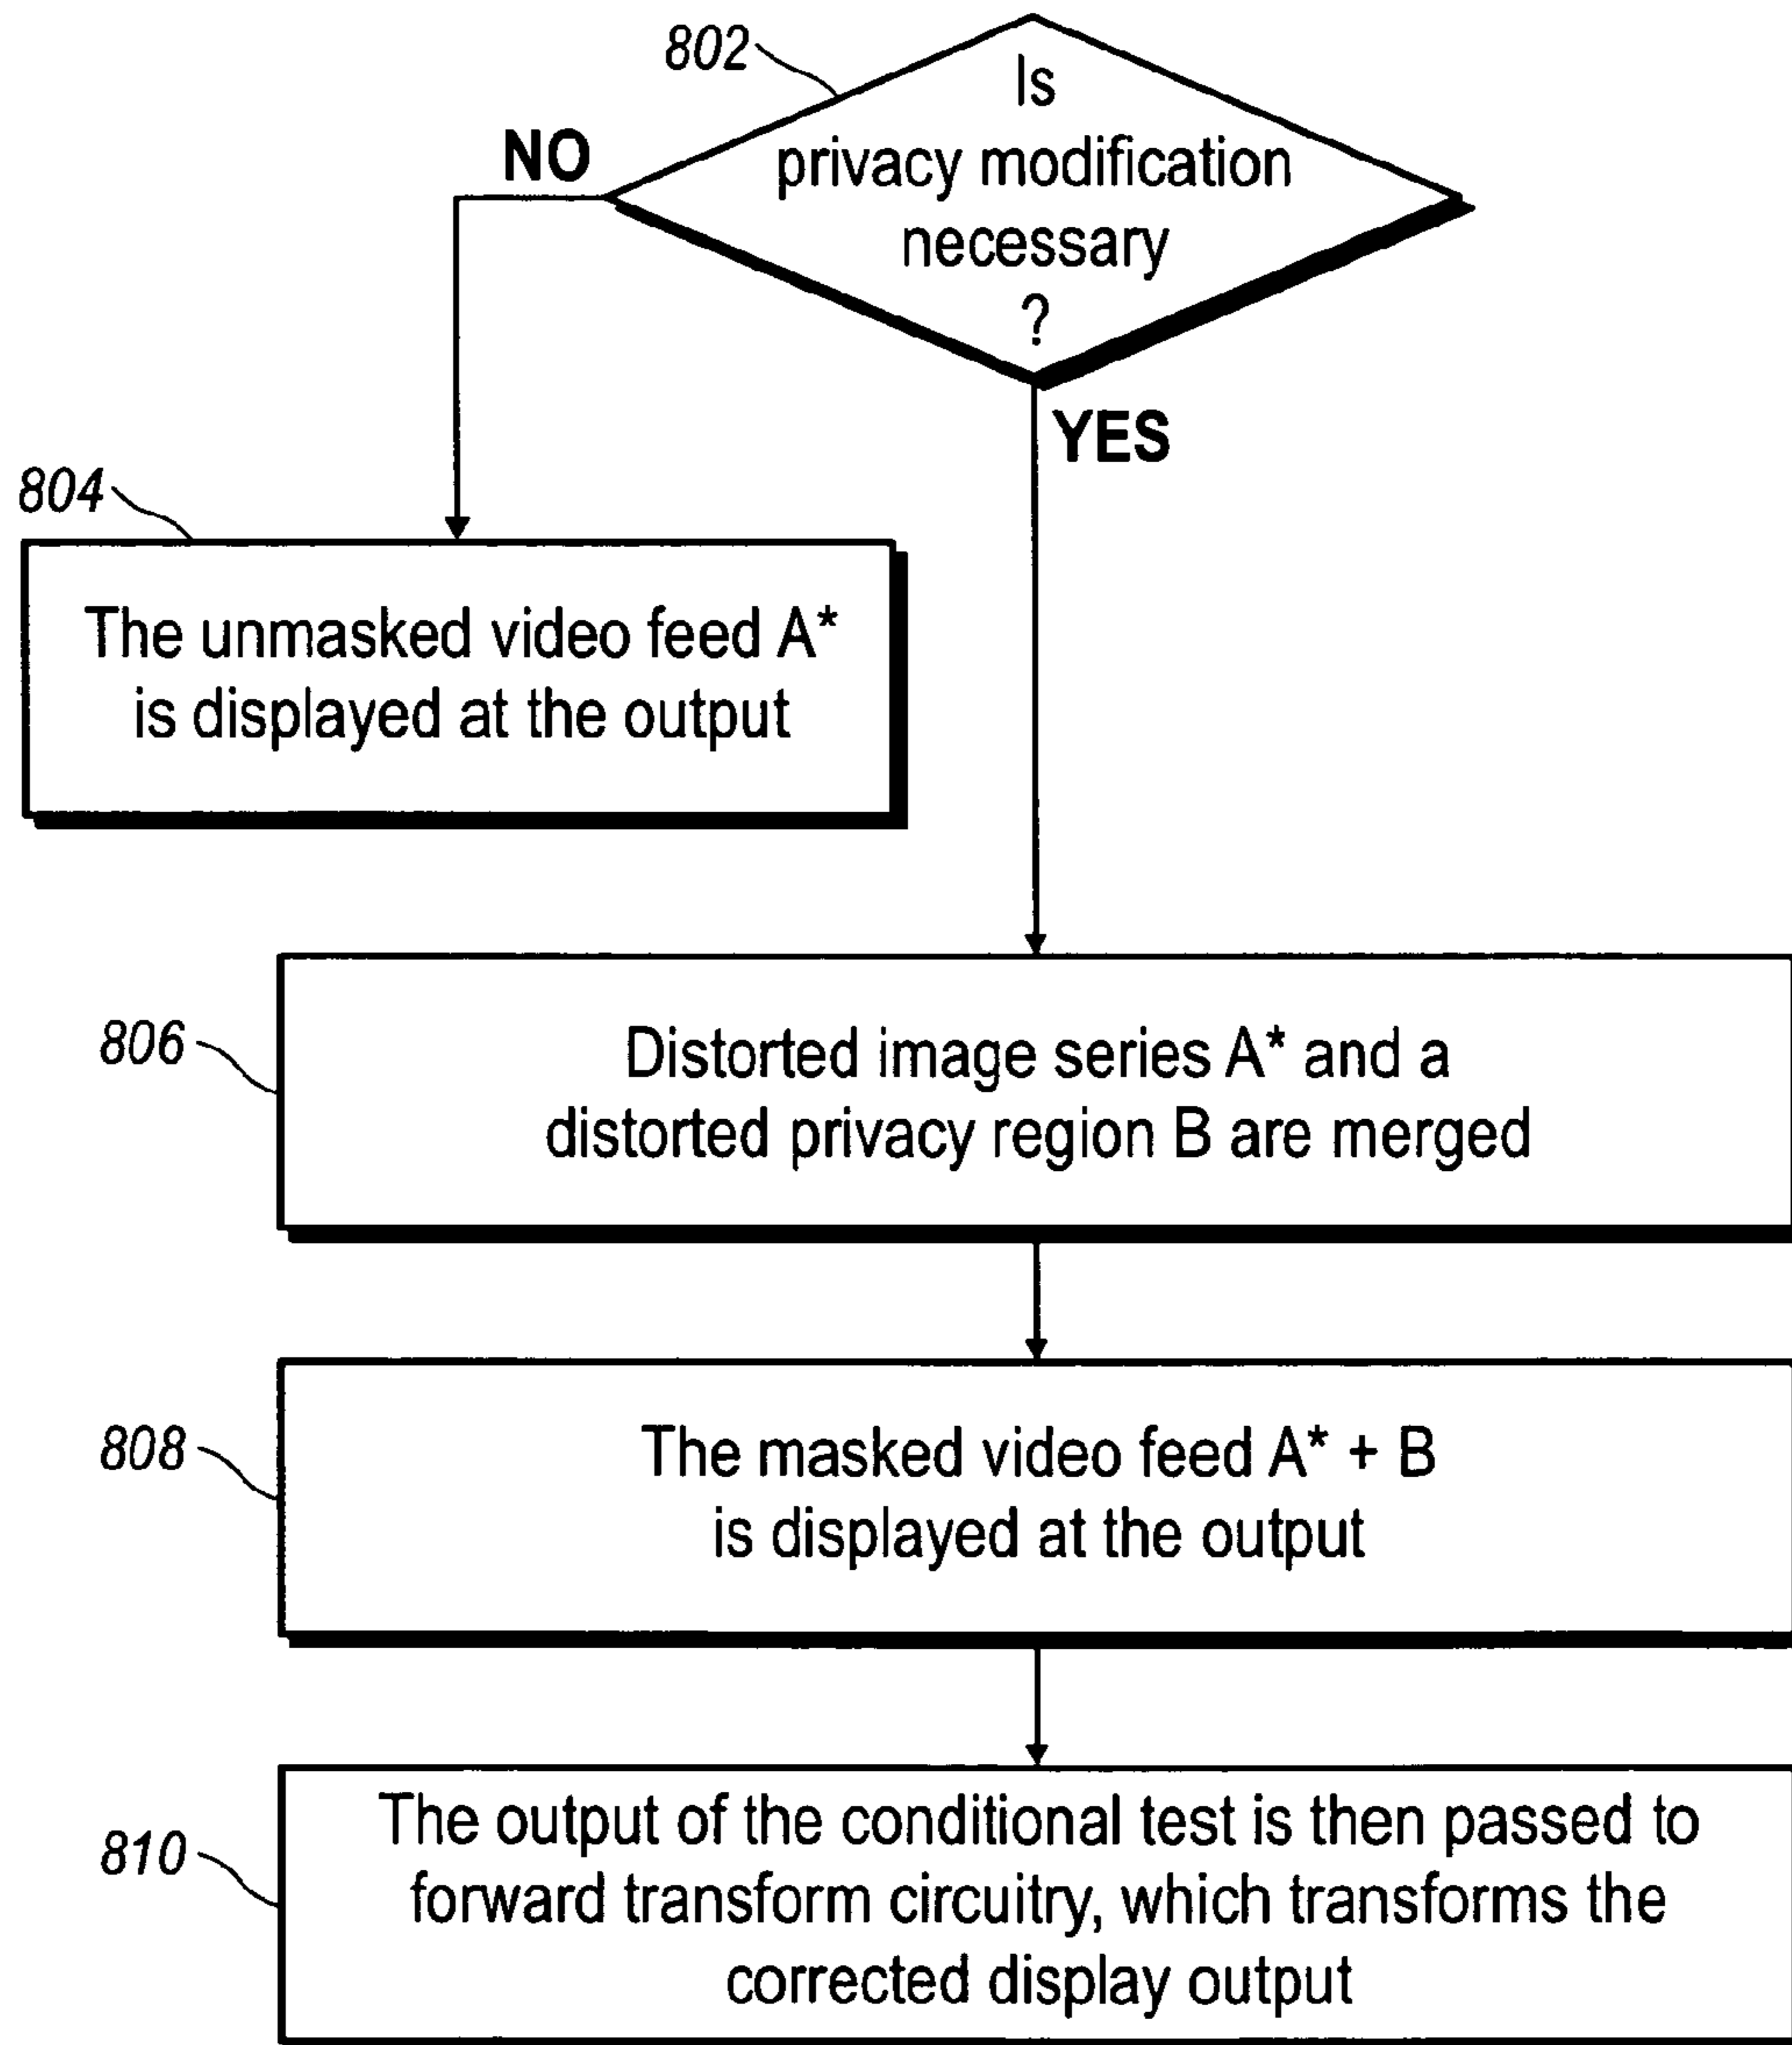 802
Is
privacy modification
necessary
?
NO
YES
804
The unmasked video feed A*
is displayed at the output
806
Distorted image series A* and a
distorted privacy region B are merged
808
The masked video feed A* + B
is displayed at the output
810
The output of the conditional test is then passed to
forward transform circuitry, which transforms the
corrected display output